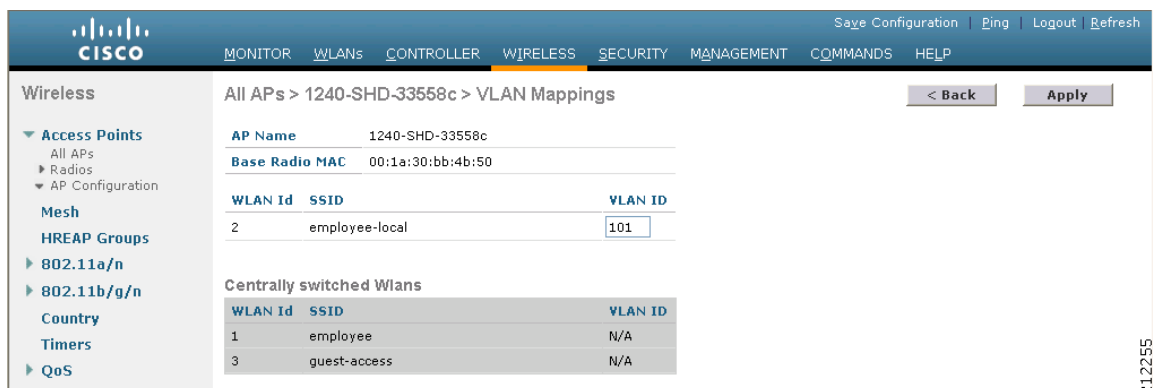 Save Configuration | Ping | Logout | Refresh
CISCO
MONITOR WLANs CONTROLLER WIRELESS SECURITY MANAGEMENT COMMANDS HELP
Wireless
Access Points
All APs
Radios
AP Configuration
Mesh
HREAP Groups
802.11a/n
802.11b/g/n
Country
Timers
QoS
All APs > 1240-SHD-33558c > VLAN Mappings
< Back
Apply
AP Name 1240-SHD-33558c
Base Radio MAC 00:1a:30:bb:4b:50
WLAN Id SSID VLAN ID
2 employee-local 101
Centrally switched Wlans
WLAN Id SSID VLAN ID
1 employee N/A
3 guest-access N/A
212255